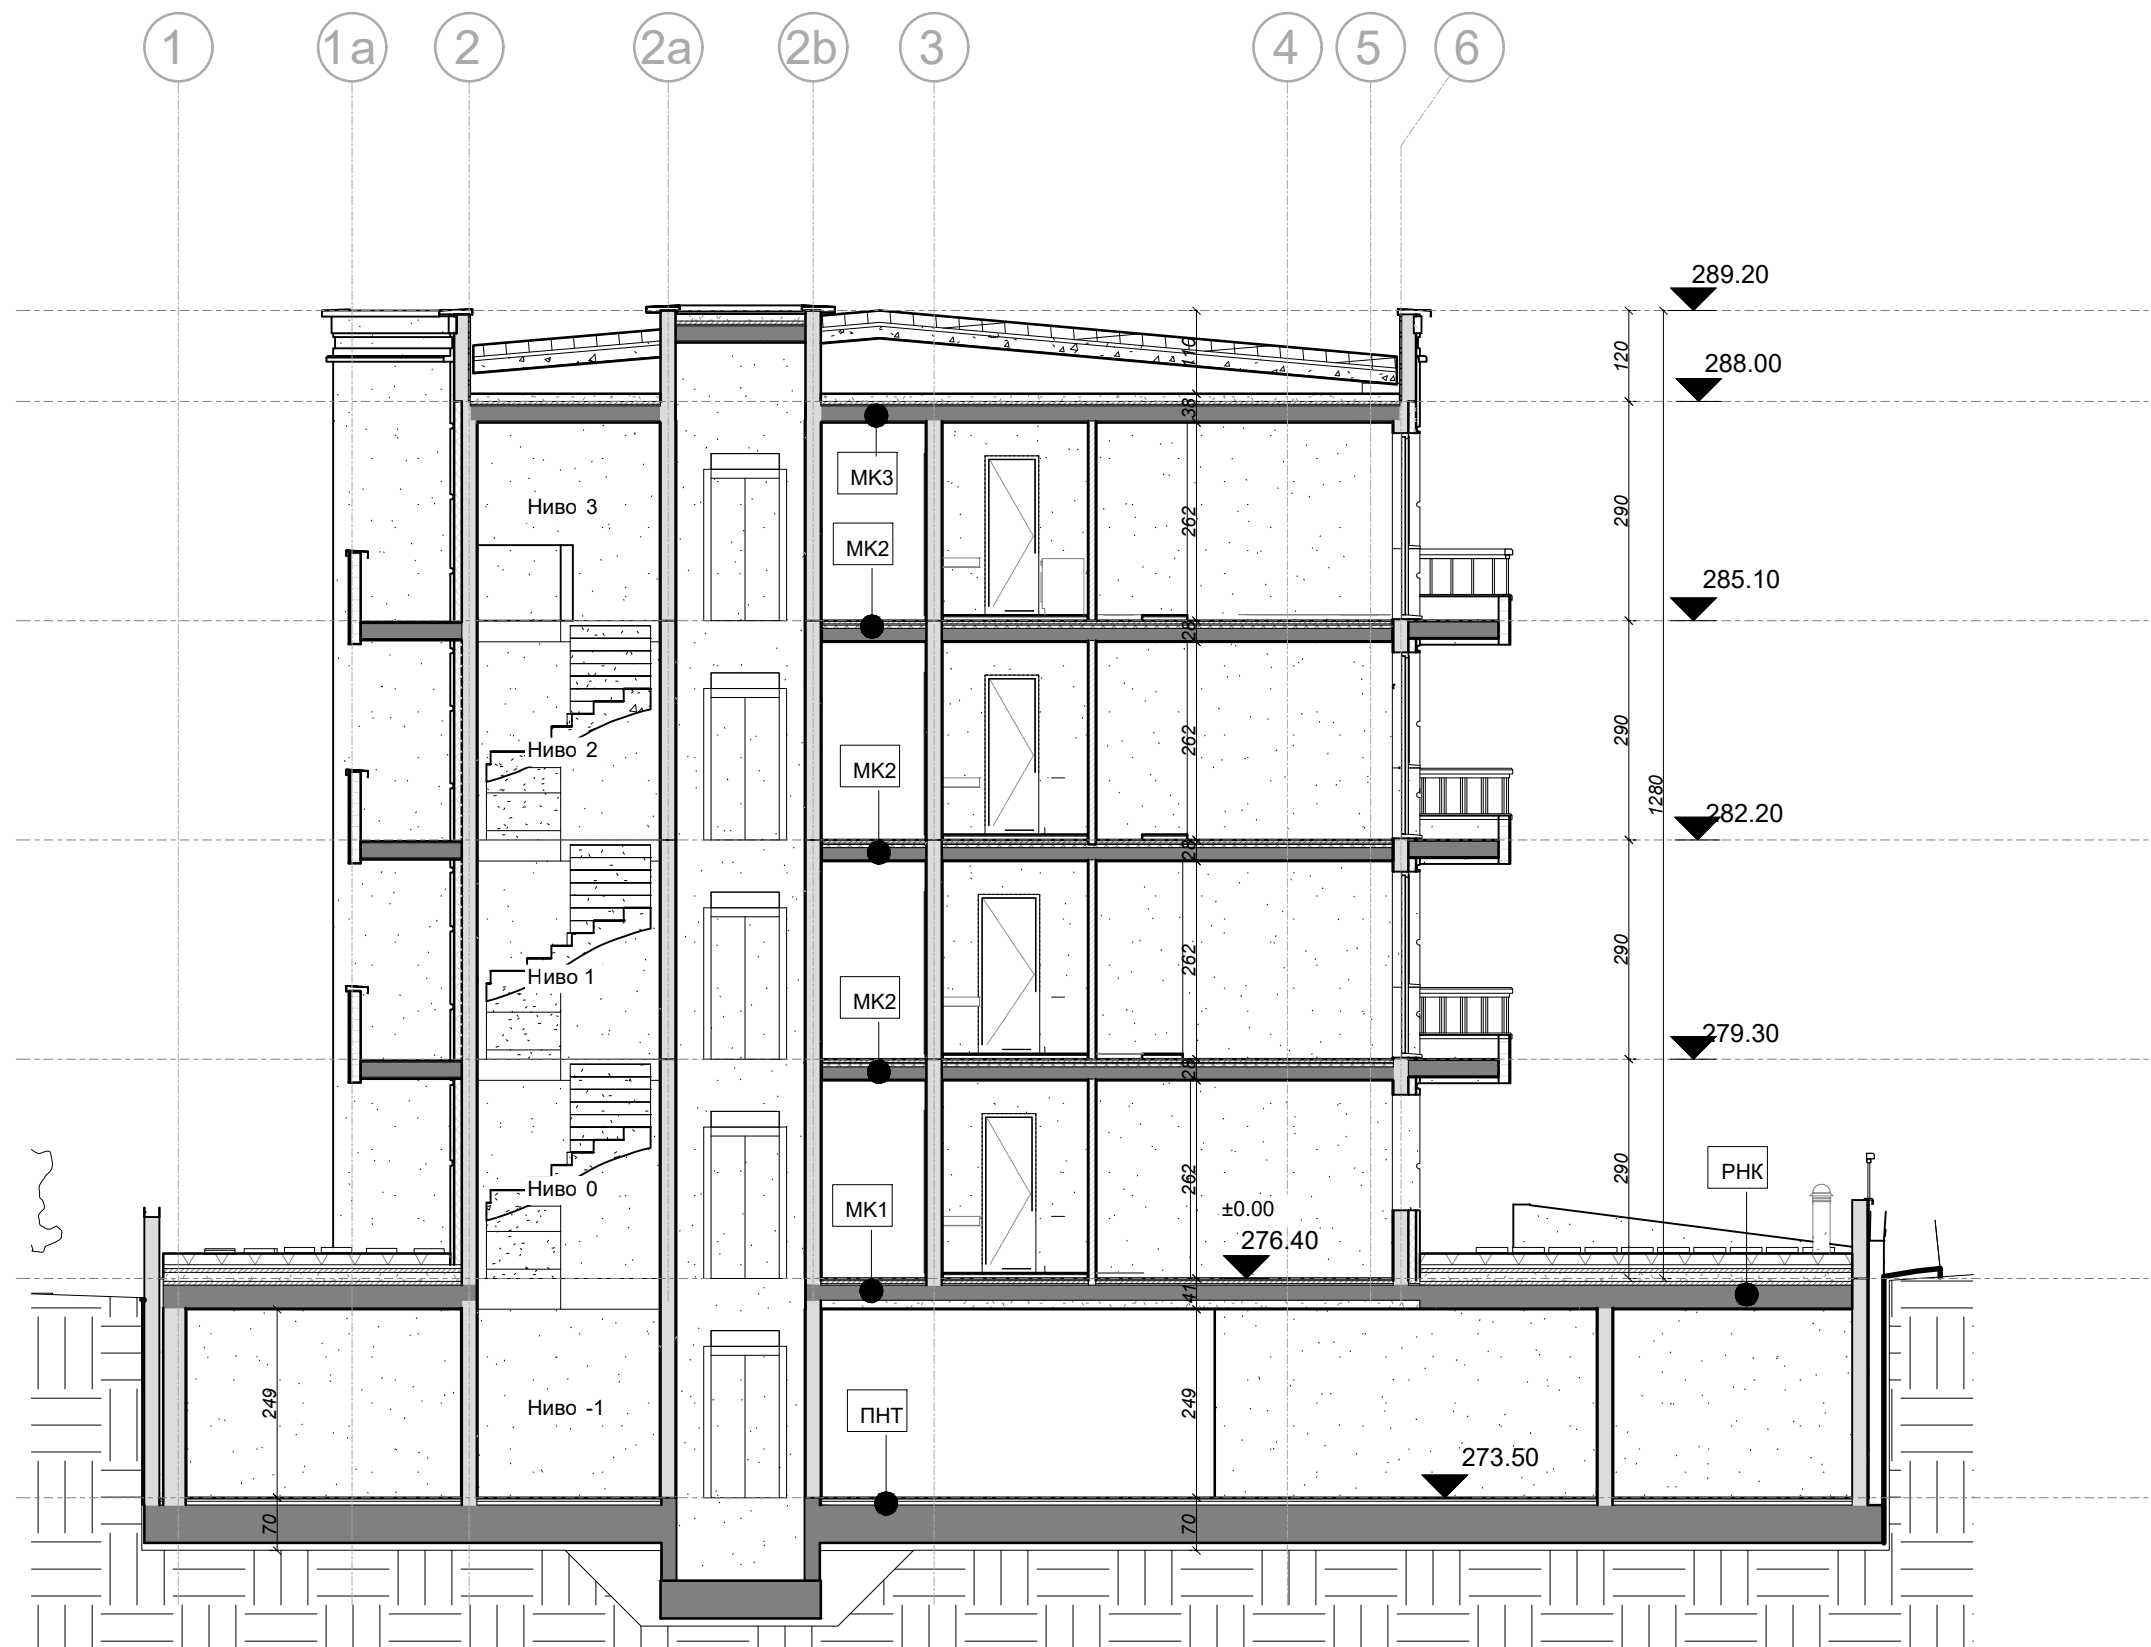 1 1a 2 2a 2b 3 4 5 6
289.20
120
288.00
110
38
МК3
Ниво 3
262
290
МК2
285.10
28
Ниво 2
262
290
МК2
1280
282.20
28
Ниво 1
262
290
МК2
279.30
28
Ниво 0
262
290
РНК
МК1
±0.00
276.40
41
249
Ниво -1
249
ПНТ
273.50
70
70